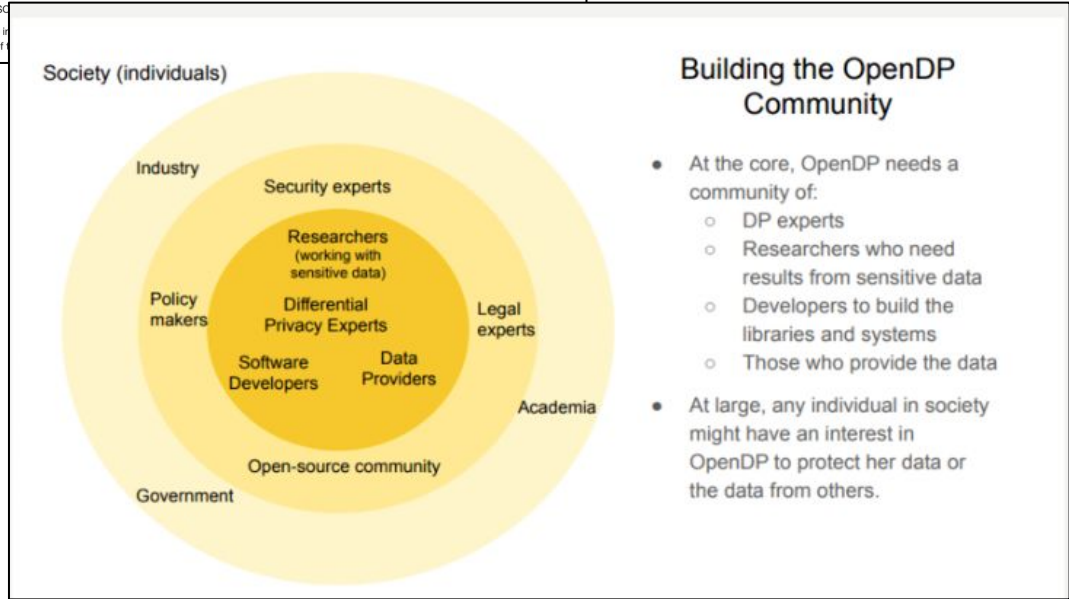 Society (individuals)
Industry
Security experts
Researchers
(working with
sensitive data)
Policy
makers
Differential
Privacy Experts
Legal
experts
Software
Developers
Data
Providers
Academia
Open-source community
Government
Building the OpenDP
Community
● At the core, OpenDP needs a
community of:
○ DP experts
○ Researchers who need
results from sensitive data
○ Developers to build the
libraries and systems
○ Those who provide the data
● At large, any individual in society
might have an interest in
OpenDP to protect her data or
the data from others.